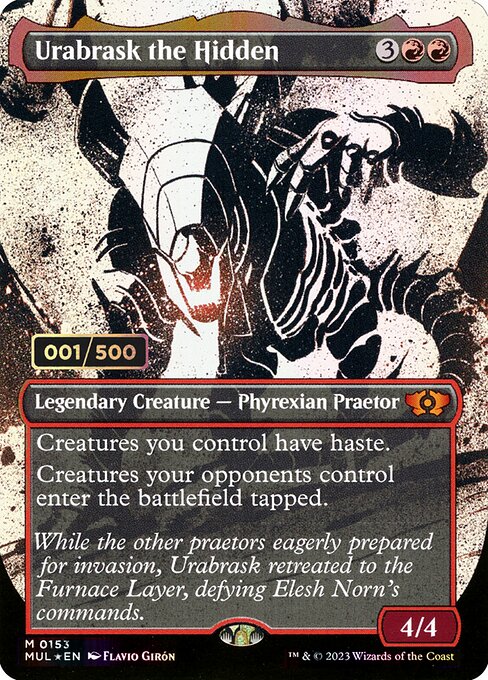 Urabrask the Hidden 3
001/500
Legendary Creature — Phyrexian Praetor
Creatures you control have haste.
Creatures your opponents control
enter the battlefield tapped.
While the other praetors eagerly prepared
for invasion, Urabrask retreated to the
Furnace Layer, defying Elesh Norn's
commands.
4/4
M 0153
MUL★EN Flavio Girón
™ & © 2023 Wizards of the Coast